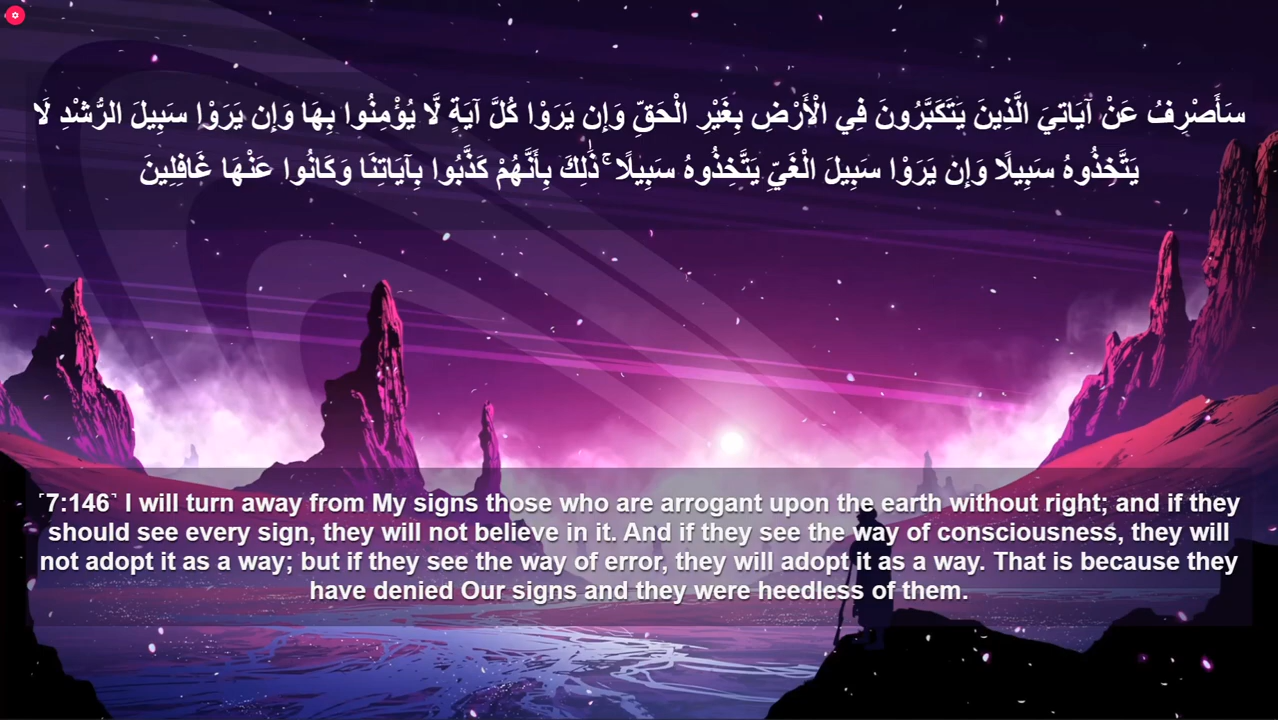 سَأَصْرِفُ عَنْ آيَاتِيَ الَّذِينَ يَتَكَبَّرُونَ فِي الْأَرْضِ بِغَيْرِ الْحَقِّ وَإِن يَرَوْا كُلَّ آيَةٍ لَّا يُؤْمِنُوا بِهَا وَإِن يَرَوْا سَبِيلَ الرُّشْدِ لَا
يَتَّخِذُوهُ سَبِيلًا وَإِن يَرَوْا سَبِيلَ الْغَيِّ يَتَّخِذُوهُ سَبِيلًا ۚ ذَٰلِكَ بِأَنَّهُمْ كَذَّبُوا بِآيَاتِنَا وَكَانُوا عَنْهَا غَافِلِينَ
˹7:146˺ I will turn away from My signs those who are arrogant upon the earth without right; and if they
should see every sign, they will not believe in it. And if they see the way of consciousness, they will
not adopt it as a way; but if they see the way of error, they will adopt it as a way. That is because they
have denied Our signs and they were heedless of them.